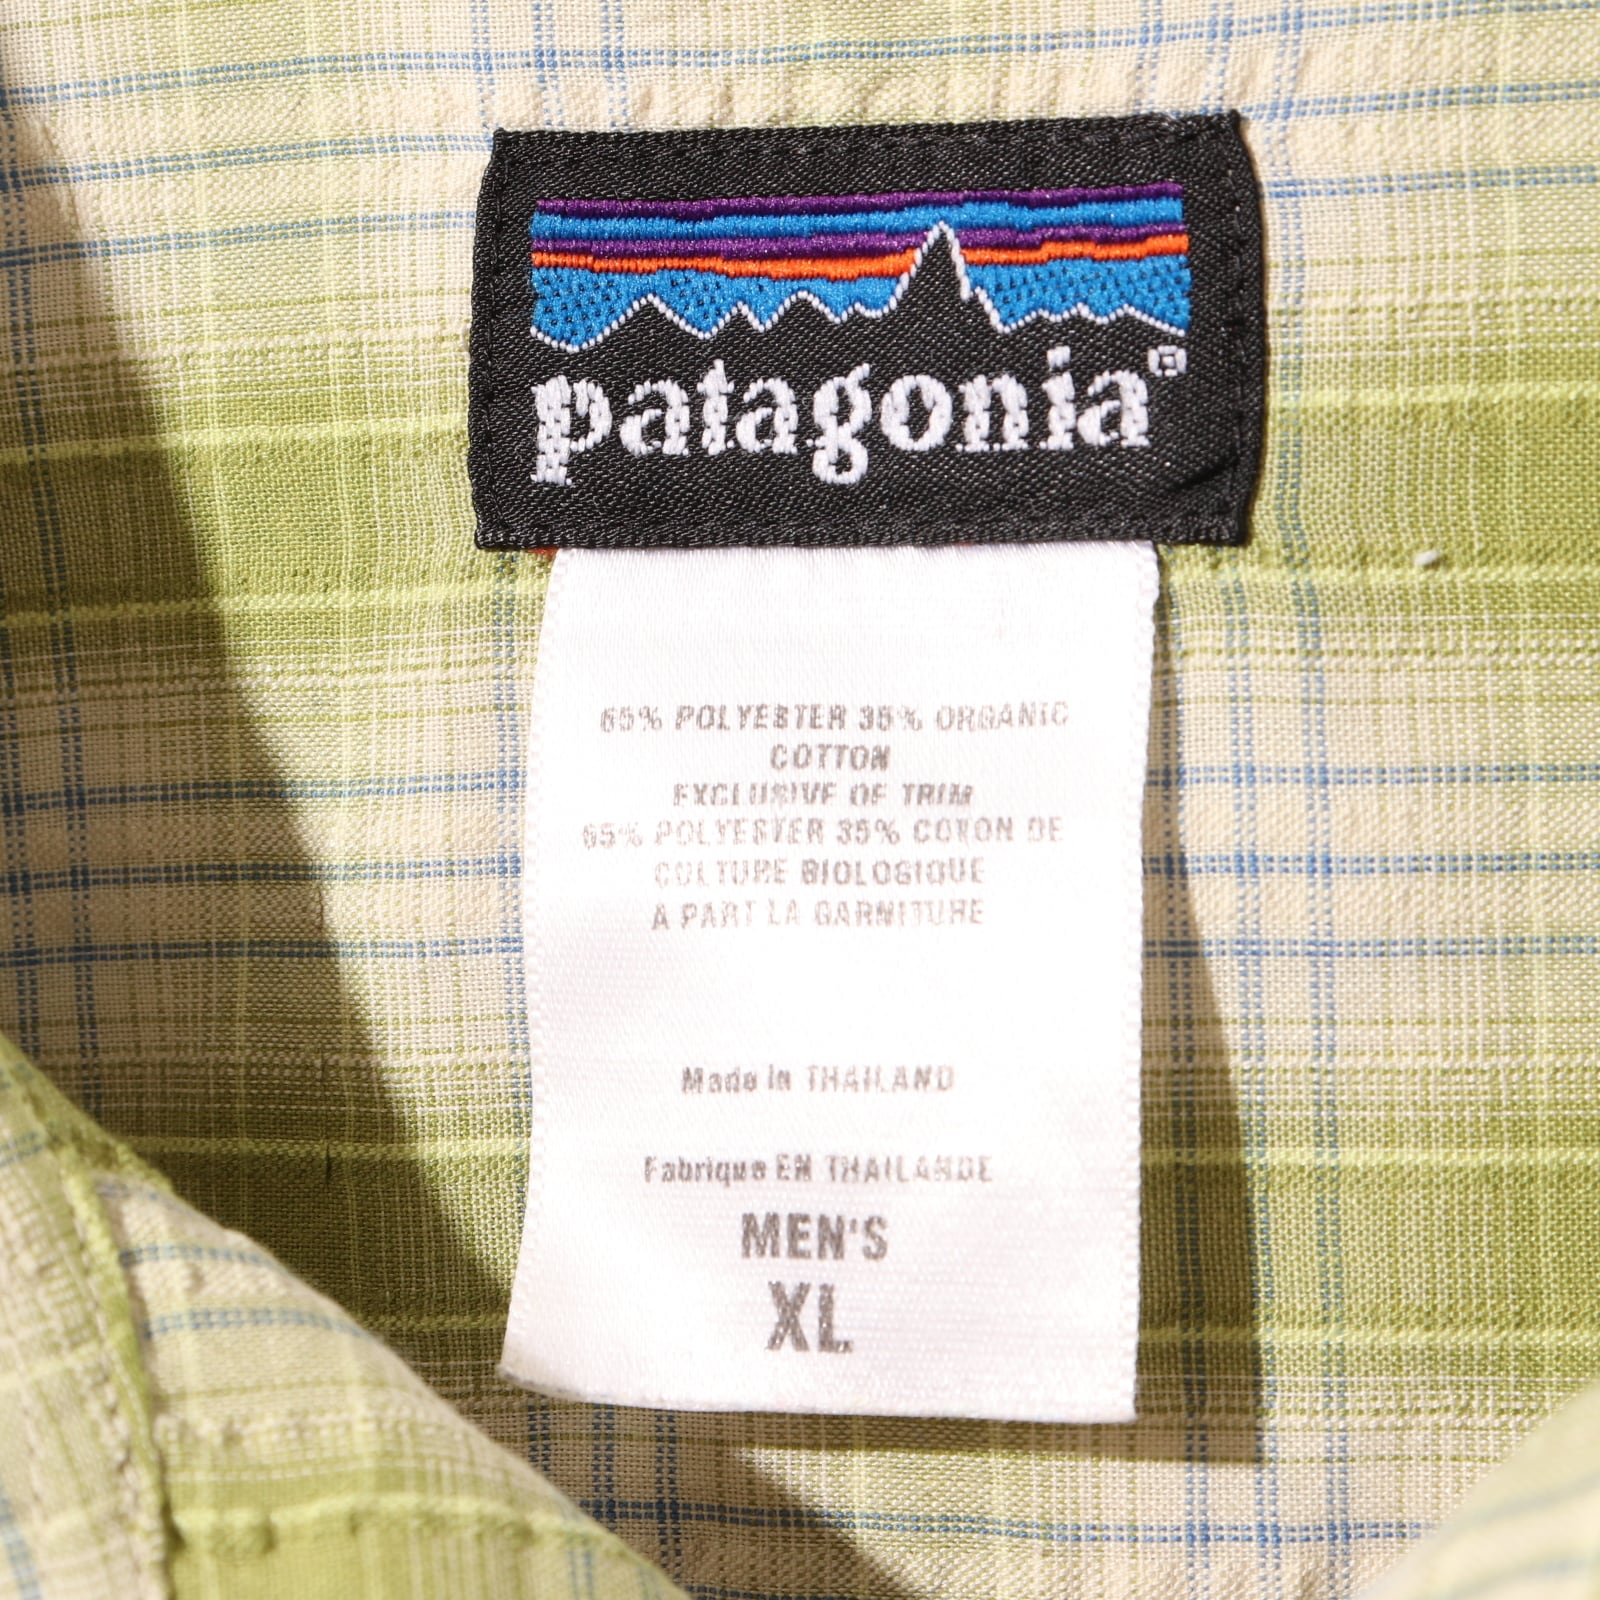 patagonia®
65% POLYESTER 35% ORGANIC
COTTON
EXCLUSIVE OF TRIM
65% POLYESTER 35% COTON DE
CULTURE BIOLOGIQUE
A PART LA GARNITURE
Made in THAILAND
Fabrique EN THAILANDE
MEN'S
XL